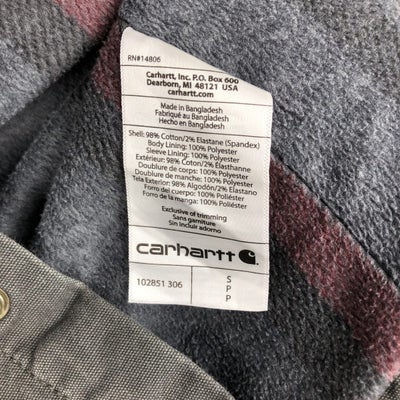 RN#14806
Carhartt, Inc. P.O. Box 600
Dearborn, MI 48121 USA
carhartt.com
Made in Bangladesh
Fabriqué au Bangladesh
Hecho en Bangladesh
Shell: 98% Cotton/2% Elastane (Spandex)
Body Lining: 100% Polyester
Sleeve Lining: 100% Polyester
Extérieur: 98% Coton/2% Élasthanne
Doublure de corps: 100% Polyester
Doublure de manche: 100% Polyester
Tela Exterior: 98% Algodón/2% Elastano
Forro del cuerpo: 100% Poliéster
Forro de la manga: 100% Poliéster
Exclusive of trimming
Sans garniture
Sin incluir adorno
carhartt
102851 306 S
P
P